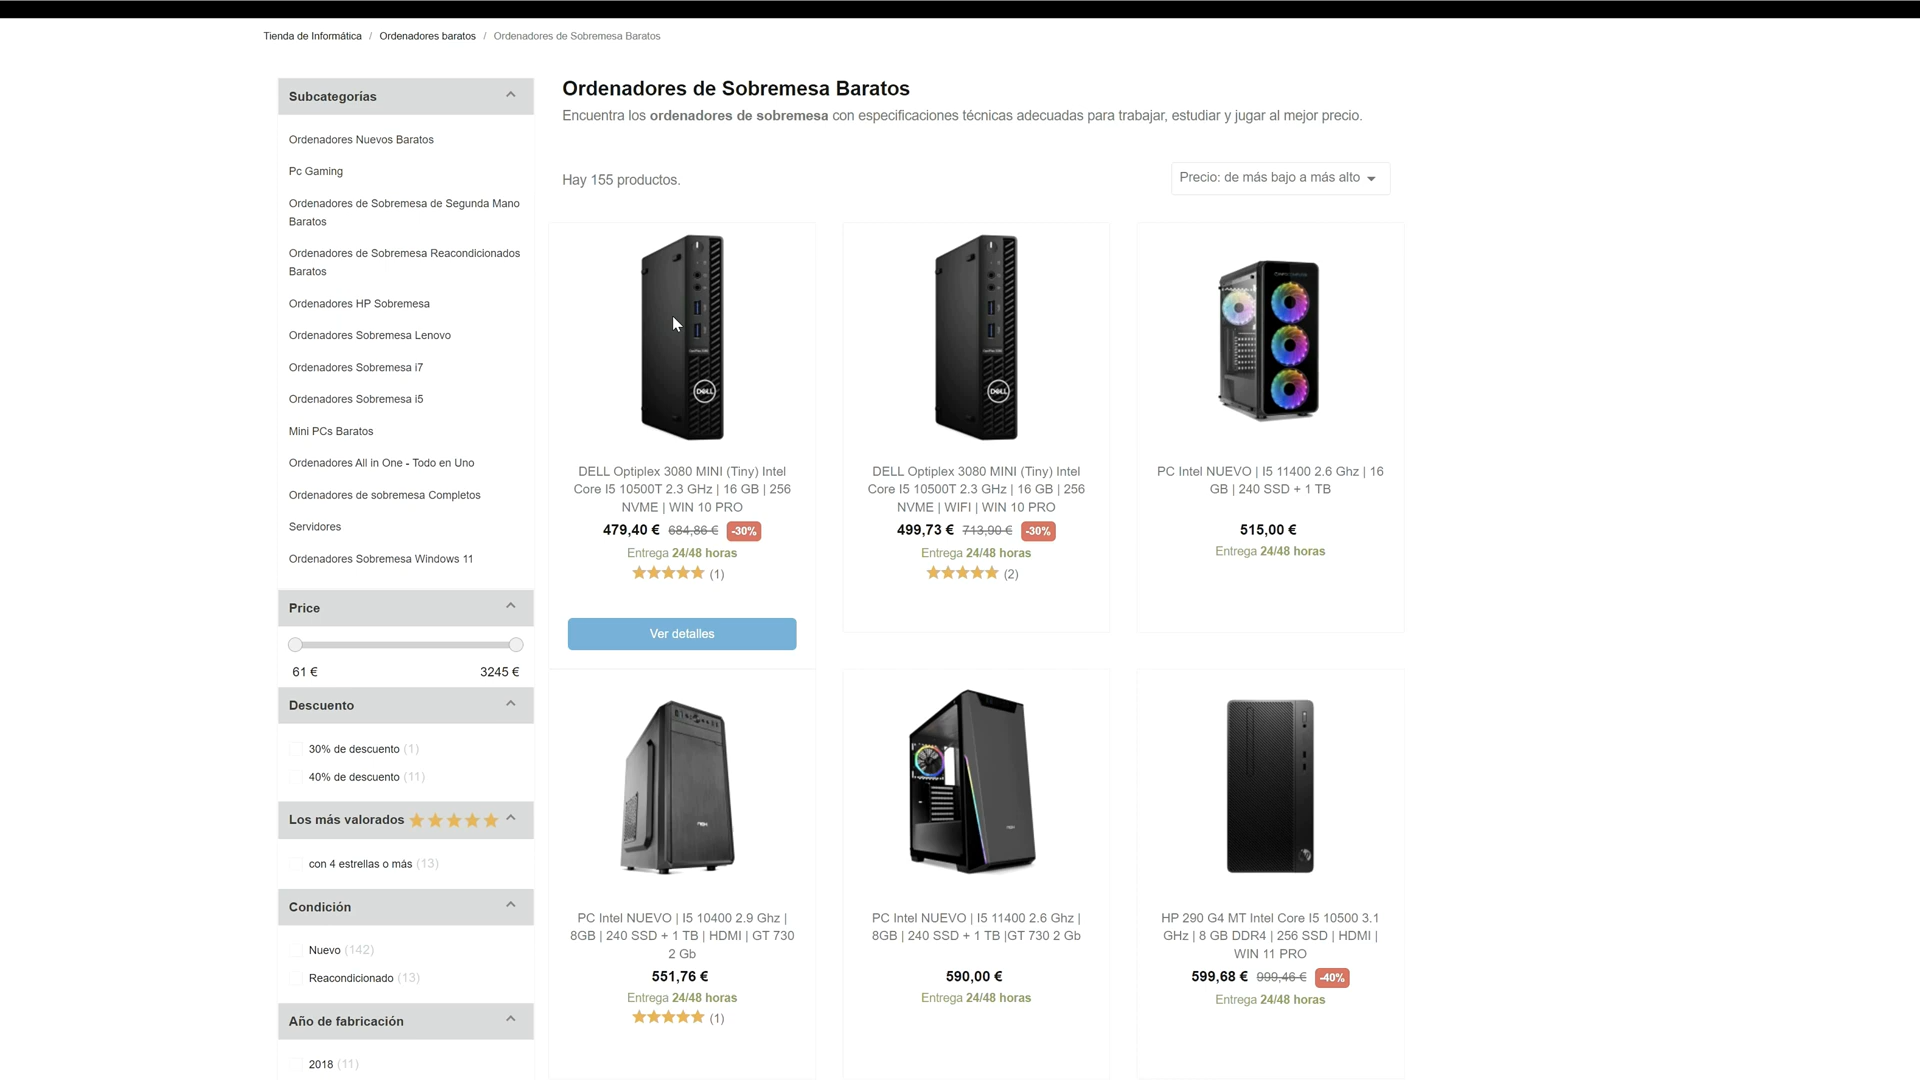 Tienda de Informática / Ordenadores baratos / Ordenadores de Sobremesa Baratos
Subcategorías
Ordenadores Nuevos Baratos
Pc Gaming
Ordenadores de Sobremesa de Segunda Mano
Baratos
Ordenadores de Sobremesa Reacondicionados
Baratos
Ordenadores HP Sobremesa
Ordenadores Sobremesa Lenovo
Ordenadores Sobremesa i7
Ordenadores Sobremesa i5
Mini PCs Baratos
Ordenadores All in One - Todo en Uno
Ordenadores de sobremesa Completos
Servidores
Ordenadores Sobremesa Windows 11
Price
61 € 3245 €
Descuento
30% de descuento (1)
40% de descuento (11)
Los más valorados
con 4 estrellas o más (13)
Condición
Nuevo (142)
Reacondicionado (13)
Año de fabricación
2018 (11)
Ordenadores de Sobremesa Baratos
Encuentra los ordenadores de sobremesa con especificaciones técnicas adecuadas para trabajar, estudiar y jugar al mejor precio.
Hay 155 productos.
Precio: de más bajo a más alto
DELL
DELL Optiplex 3080 MINI (Tiny) Intel
Core I5 10500T 2.3 GHz | 16 GB | 256
NVME | WIN 10 PRO
479,40 € 684,86 € -30%
Entrega 24/48 horas
(1)
Ver detalles
DELL
DELL Optiplex 3080 MINI (Tiny) Intel
Core I5 10500T 2.3 GHz | 16 GB | 256
NVME | WIFI | WIN 10 PRO
499,73 € 713,90 € -30%
Entrega 24/48 horas
(2)
PC Intel NUEVO | I5 11400 2.6 Ghz | 16
GB | 240 SSD + 1 TB
515,00 €
Entrega 24/48 horas
PC Intel NUEVO | I5 10400 2.9 Ghz |
8GB | 240 SSD + 1 TB | HDMI | GT 730
2 Gb
551,76 €
Entrega 24/48 horas
(1)
PC Intel NUEVO | I5 11400 2.6 Ghz |
8GB | 240 SSD + 1 TB |GT 730 2 Gb
590,00 €
Entrega 24/48 horas
HP 290 G4 MT Intel Core I5 10500 3.1
GHz | 8 GB DDR4 | 256 SSD | HDMI |
WIN 11 PRO
599,68 € 999,46 € -40%
Entrega 24/48 horas